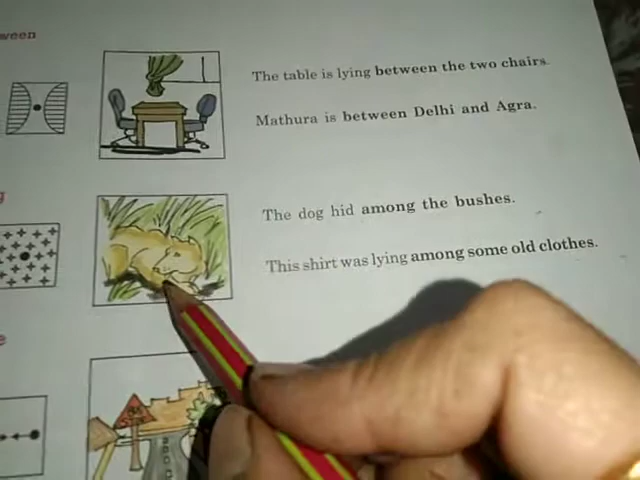 ween
The table is lying between the two chairs.
Mathura is between Delhi and Agra.
g
The dog hid among the bushes.
This shirt was lying among some old clothes.
e